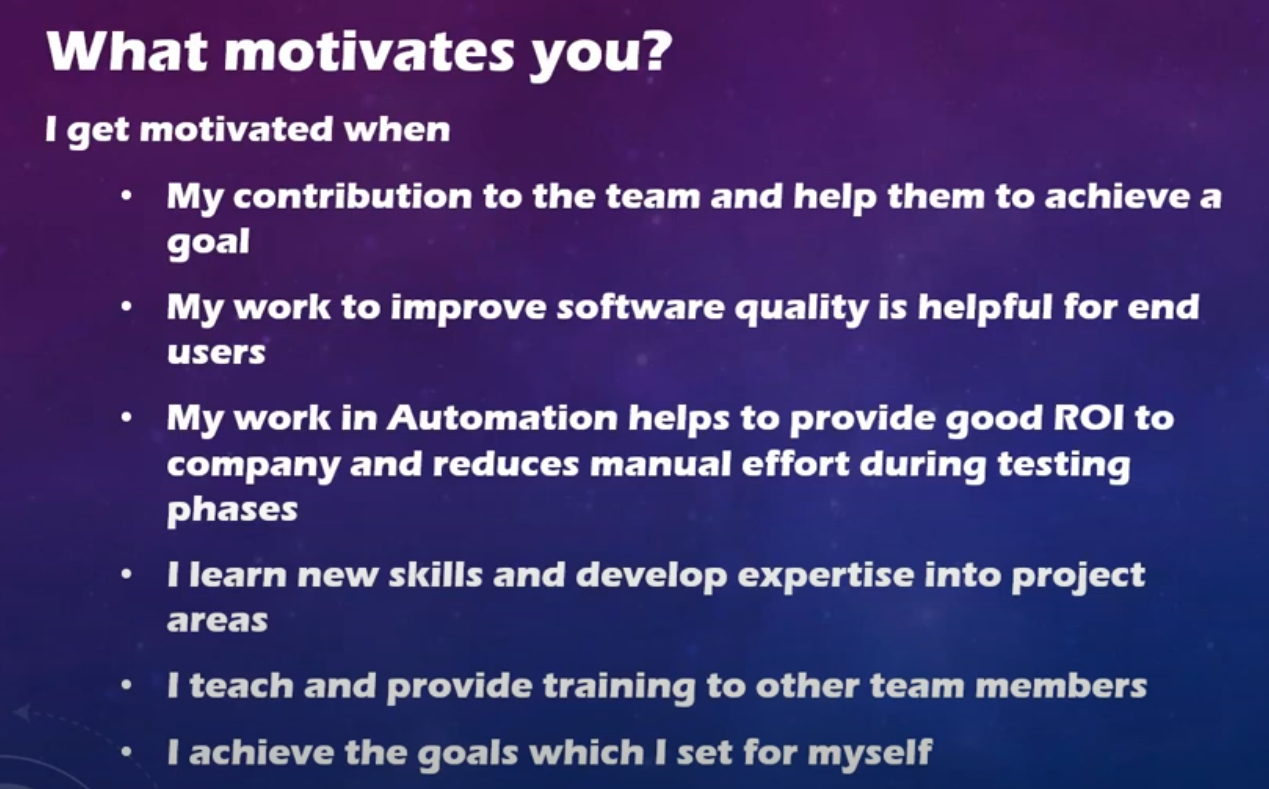 What motivates you?
I get motivated when
• My contribution to the team and help them to achieve a
goal
• My work to improve software quality is helpful for end
users
• My work in Automation helps to provide good ROI to
company and reduces manual effort during testing
phases
• I learn new skills and develop expertise into project
areas
• I teach and provide training to other team members
• I achieve the goals which I set for myself